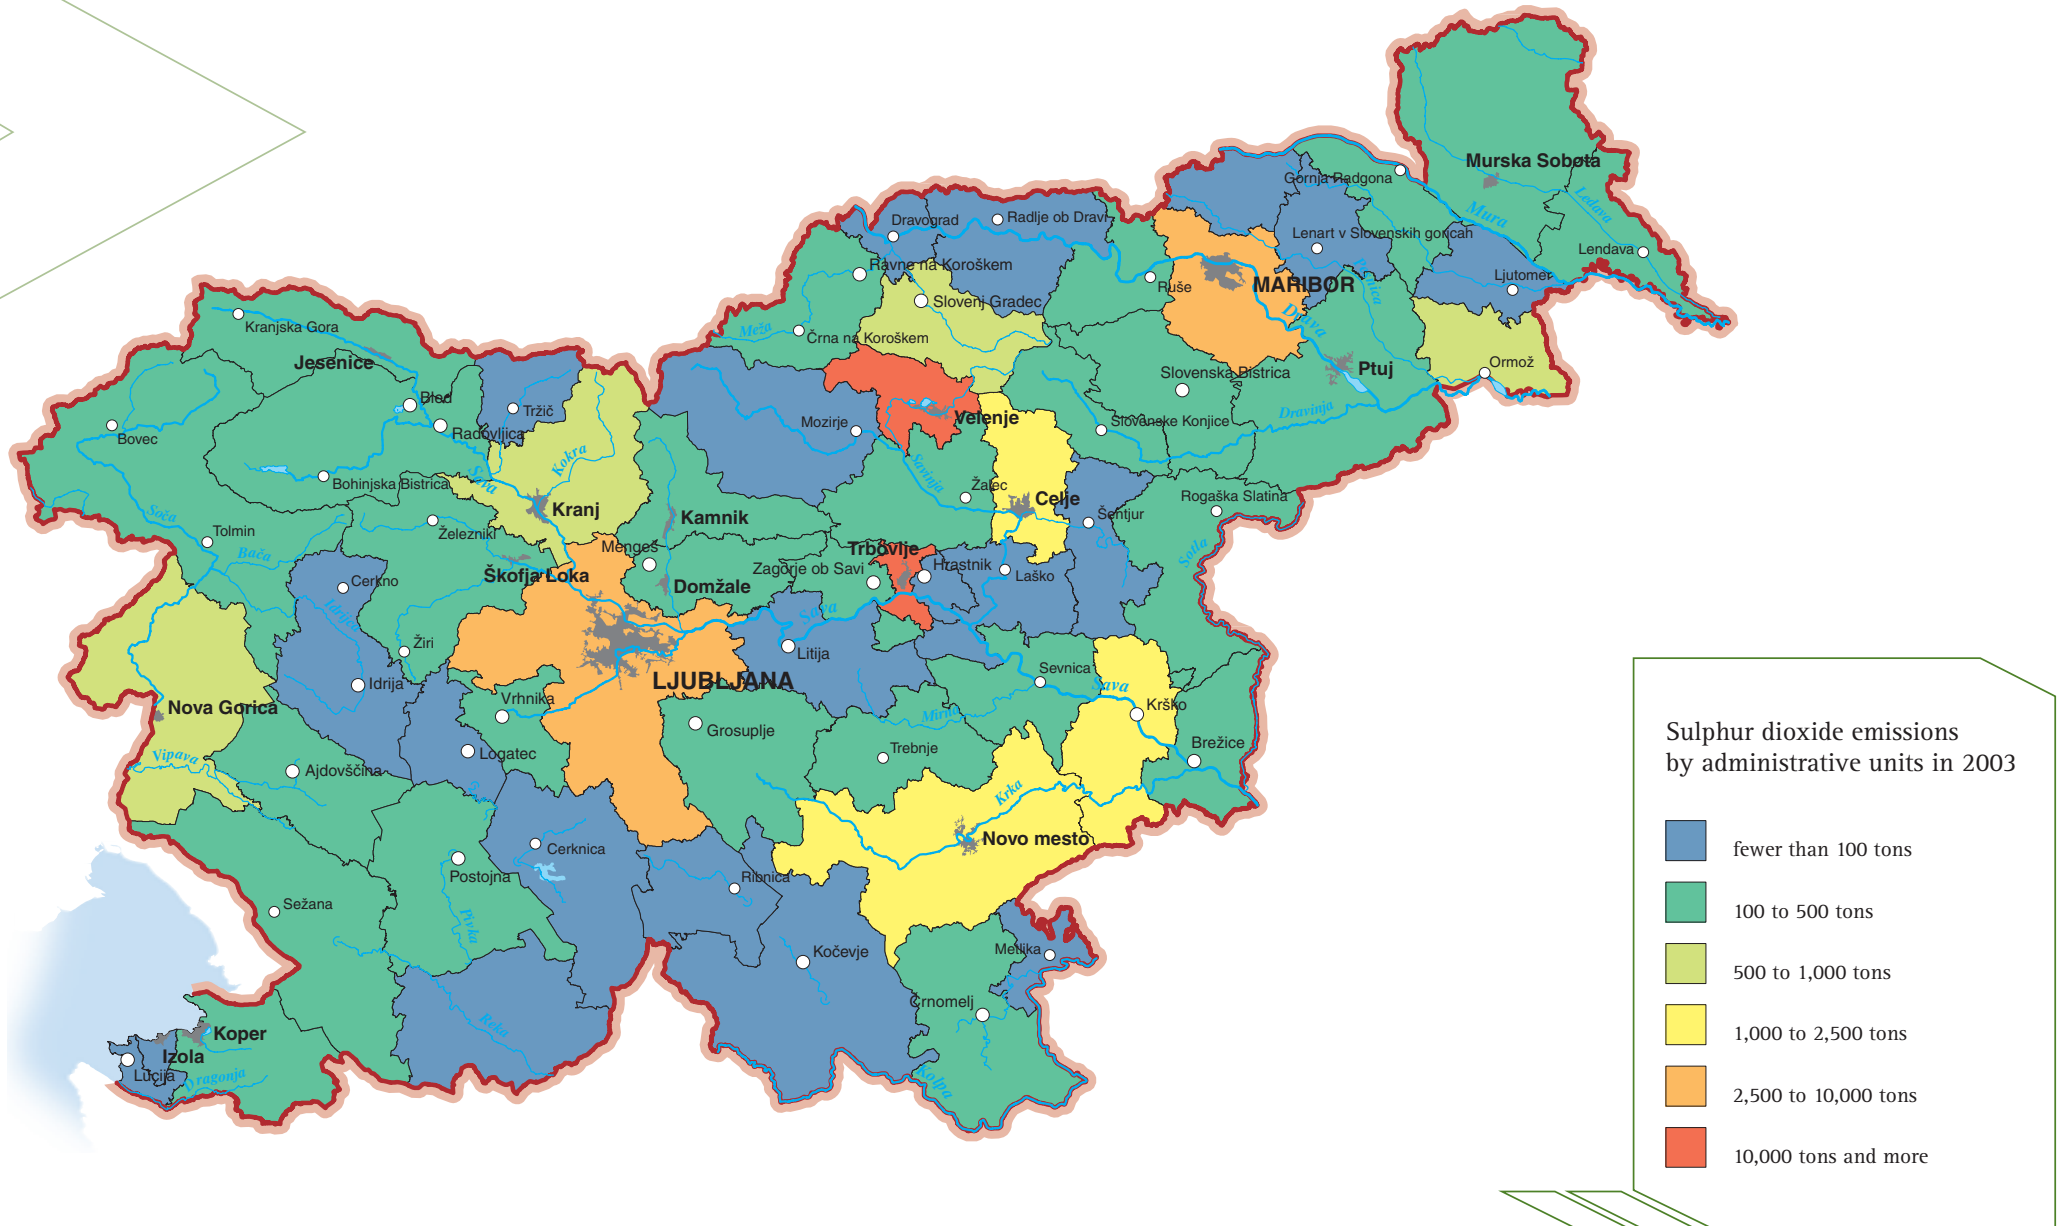 Murska Sobota
Gornja Radgona
Mura
Ledava
Dravograd
Radlje ob Dravi
Lenart v Slovenskih goricah
Lendava
Ravne na Koroškem
Ruše
MARIBOR
Pesnica
Ljutomer
Slovenj Gradec
Drava
Kranjska Gora
Meža
Črna na Koroškem
Jesenice
Slovenska Bistrica
Ptuj
Ormož
Bled
Tržič
Velenje
Dravinja
Bovec
Radovljica
Mozirje
Slovenske Konjice
Kokra
Sava
Savinja
Bohinjska Bistrica
Žalec
Celje
Rogaška Slatina
Kranj
Kamnik
Šentjur
Soča
Tolmin
Železniki
Mengeš
Trbovlje
Sotla
Bača
Škofja Loka
Zagorje ob Savi
Hrastnik
Laško
Cerkno
Domžale
Idrijca
Sava
Žiri
Litija
Idrija
LJUBLJANA
Sevnica
Sava
Nova Gorica
Vrhnika
Krško
Mirna
Grosuplje
Vipava
Logatec
Trebnje
Brežice
Ajdovščina
Krka
Novo mesto
Cerknica
Postojna
Ribnica
Sežana
Pivka
Kočevje
Metlika
Črnomelj
Reka
Koper
Izola
Lucija
Dragonja
Kolpa
Sulphur dioxide emissions
by administrative units in 2003
fewer than 100 tons
100 to 500 tons
500 to 1,000 tons
1,000 to 2,500 tons
2,500 to 10,000 tons
10,000 tons and more